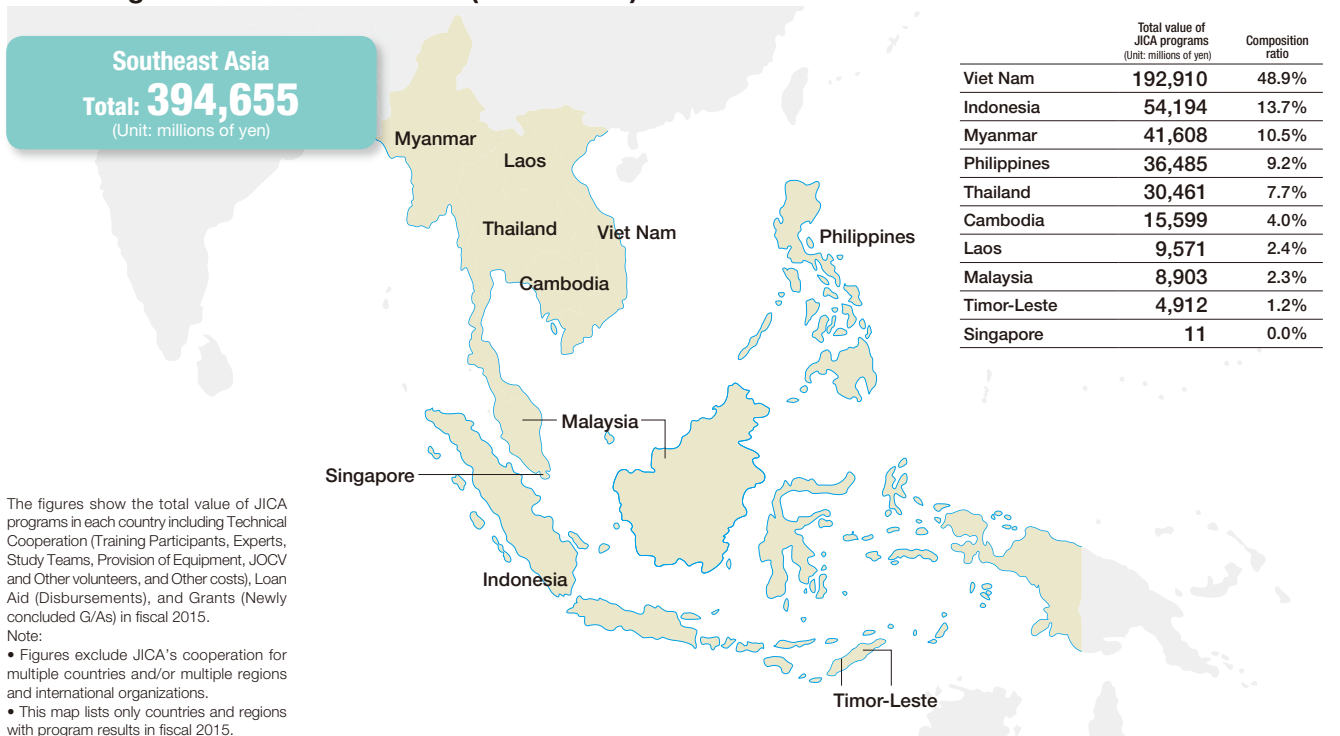 Southeast Asia
Total: 394,655
(Unit: millions of yen)
Total value of
JICA programs
(Unit: millions of yen)
Composition
ratio
Viet Nam 192,910 48.9%
Indonesia 54,194 13.7%
Myanmar 41,608 10.5%
Philippines 36,485 9.2%
Thailand 30,461 7.7%
Cambodia 15,599 4.0%
Laos 9,571 2.4%
Malaysia 8,903 2.3%
Timor-Leste 4,912 1.2%
Singapore 11 0.0%
Myanmar
Laos
Thailand
Viet Nam
Philippines
Cambodia
Malaysia
Singapore
Indonesia
Timor-Leste
The figures show the total value of JICA
programs in each country including Technical
Cooperation (Training Participants, Experts,
Study Teams, Provision of Equipment, JOCV
and Other volunteers, and Other costs), Loan
Aid (Disbursements), and Grants (Newly
concluded G/As) in fiscal 2015.
Note:
• Figures exclude JICA's cooperation for
multiple countries and/or multiple regions
and international organizations.
• This map lists only countries and regions
with program results in fiscal 2015.